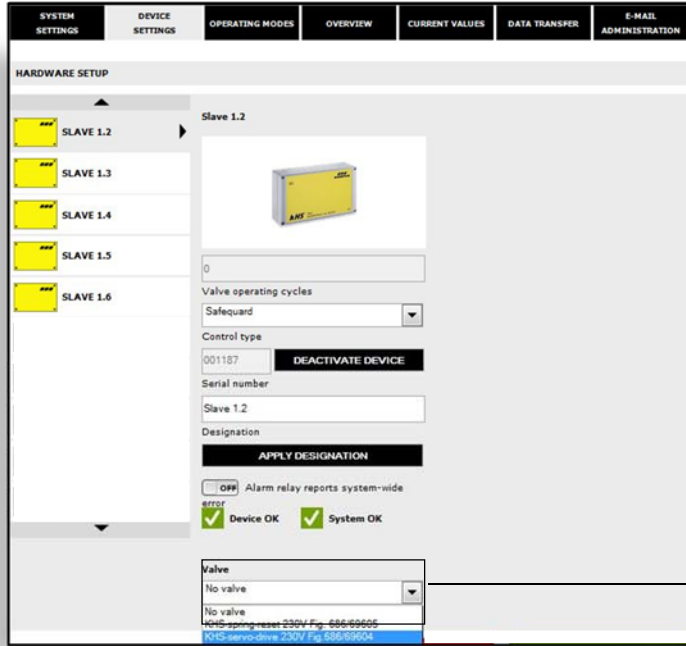 SYSTEM SETTINGS
DEVICE SETTINGS
OPERATING MODES
OVERVIEW
CURRENT VALUES
DATA TRANSFER
E-MAIL ADMINISTRATION
HARDWARE SETUP
SLAVE 1.2
SLAVE 1.3
SLAVE 1.4
SLAVE 1.5
SLAVE 1.6
Slave 1.2
KHS
0
Valve operating cycles
Safequard
Control type
001187
DEACTIVATE DEVICE
Serial number
Slave 1.2
Designation
APPLY DESIGNATION
OFF Alarm relay reports system-wide
error
Device OK
System OK
Valve
No valve
No valve
KHS-spring-reset 230V Fig. 686/69605
KHS-servo-drive 230V Fig.686/69604